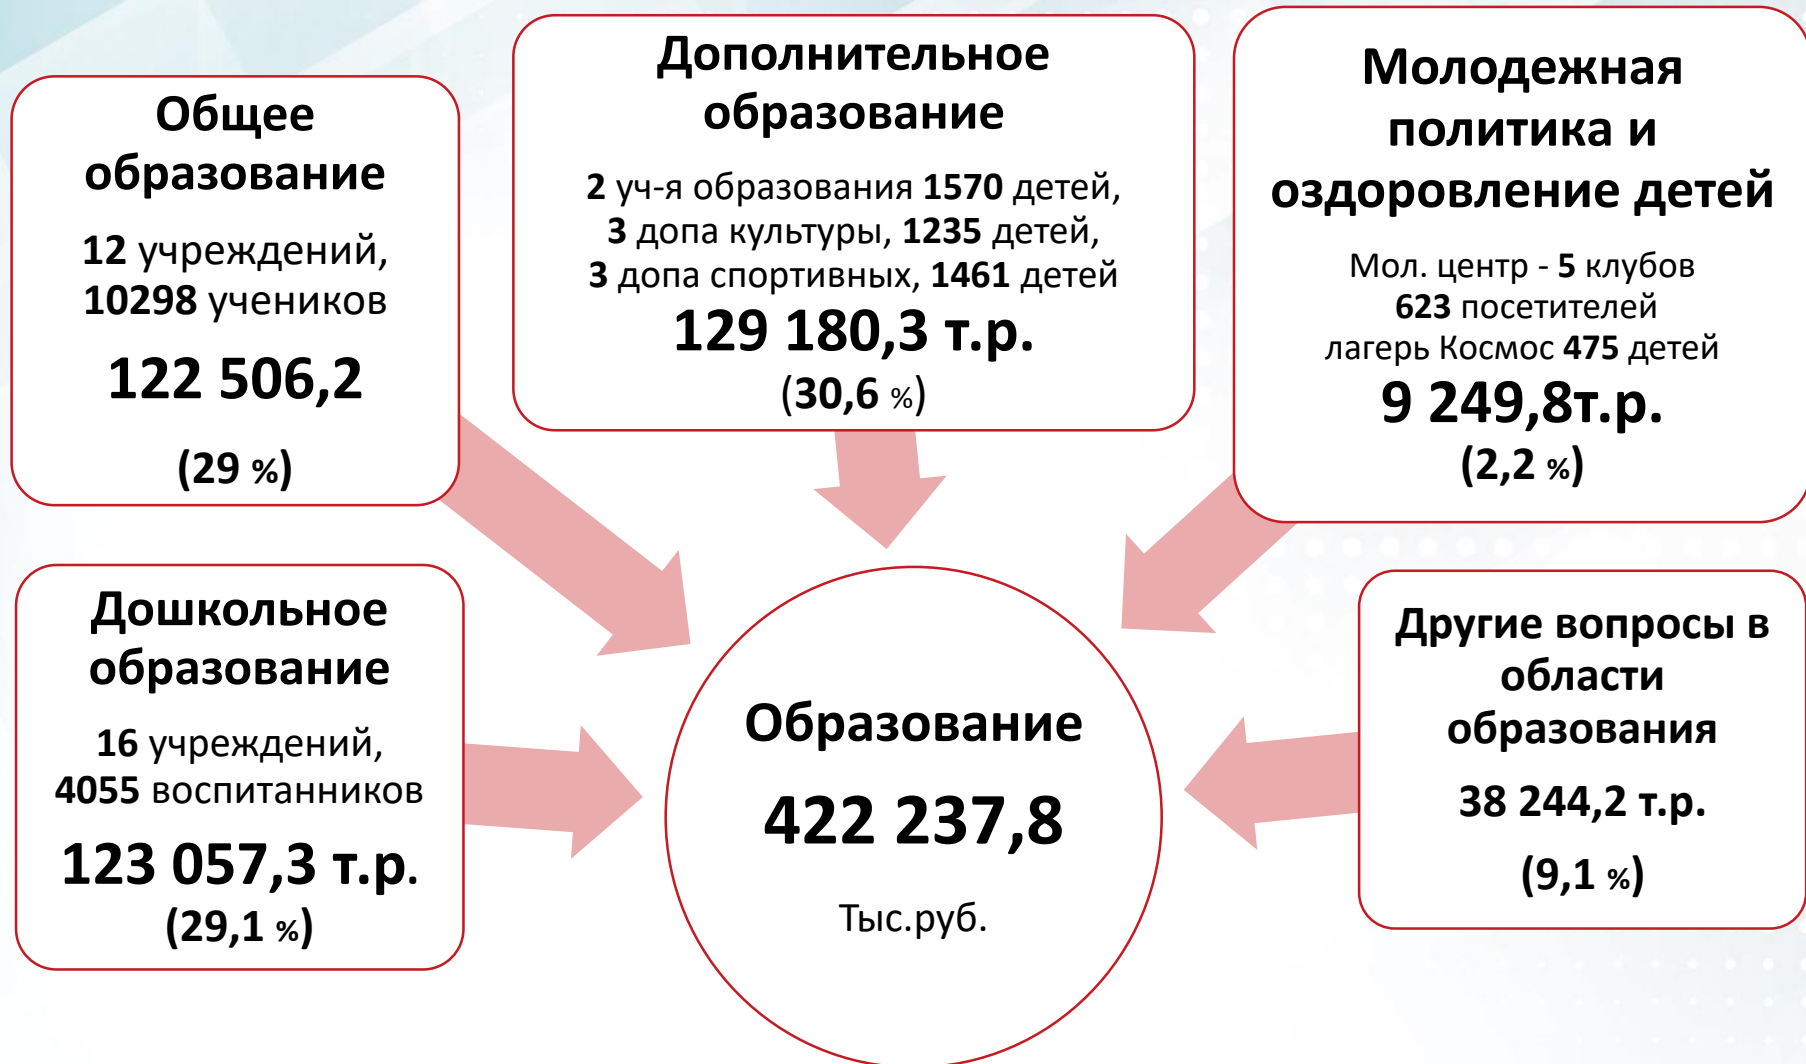 Общее
образование
12 учреждений,
10298 учеников
122 506,2
(29 %)
Дополнительное
образование
2 уч-я образования 1570 детей,
3 допа культуры, 1235 детей,
3 допа спортивных, 1461 детей
129 180,3 т.р.
(30,6 %)
Молодежная
политика и
оздоровление детей
Мол. центр - 5 клубов
623 посетителей
лагерь Космос 475 детей
9 249,8т.р.
(2,2 %)
Дошкольное
образование
16 учреждений,
4055 воспитанников
123 057,3 т.р.
(29,1 %)
Образование
422 237,8
Тыс.руб.
Другие вопросы в
области
образования
38 244,2 т.р.
(9,1 %)